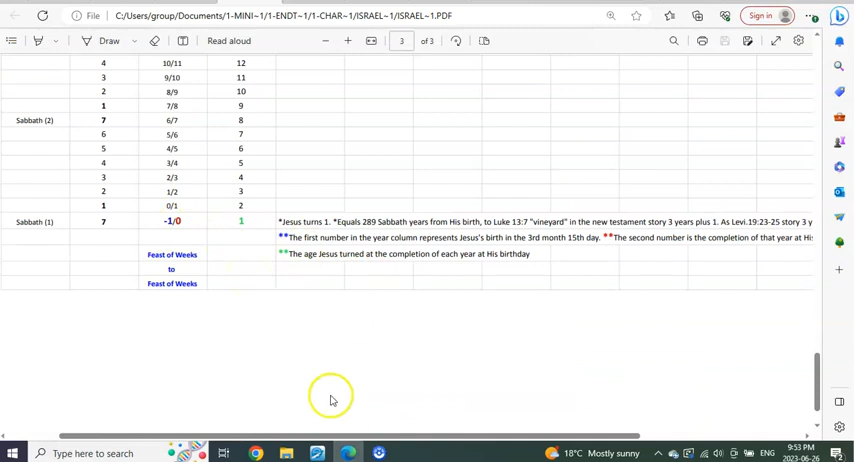 File C:/Users/group/Documents/1-MINI~1/1-ENDT~1/1-CHAR~1/ISRAEL~1/ISRAEL~1.PDF Sign in
Draw Read aloud 3 of 3
4 10/11 12
3 9/10 11
2 8/9 10
1 7/8 9
Sabbath (2) 7 6/7 8
6 5/6 7
5 4/5 6
4 3/4 5
3 2/3 4
2 1/2 3
1 0/1 2
Sabbath (1) 7 -1/0 1 *Jesus turns 1. *Equals 289 Sabbath years from His birth, to Luke 13:7 "vineyard" in the new testament story 3 years plus 1. As Levi.19:23-25 story 3 y
**The first number in the year column represents Jesus's birth in the 3rd month 15th day. **The second number is the completion of that year at His
Feast of Weeks **The age Jesus turned at the completion of each year at His birthday
to
Feast of Weeks
Type here to search 18°C Mostly sunny ENG 9:53 PM
2023-06-26 2